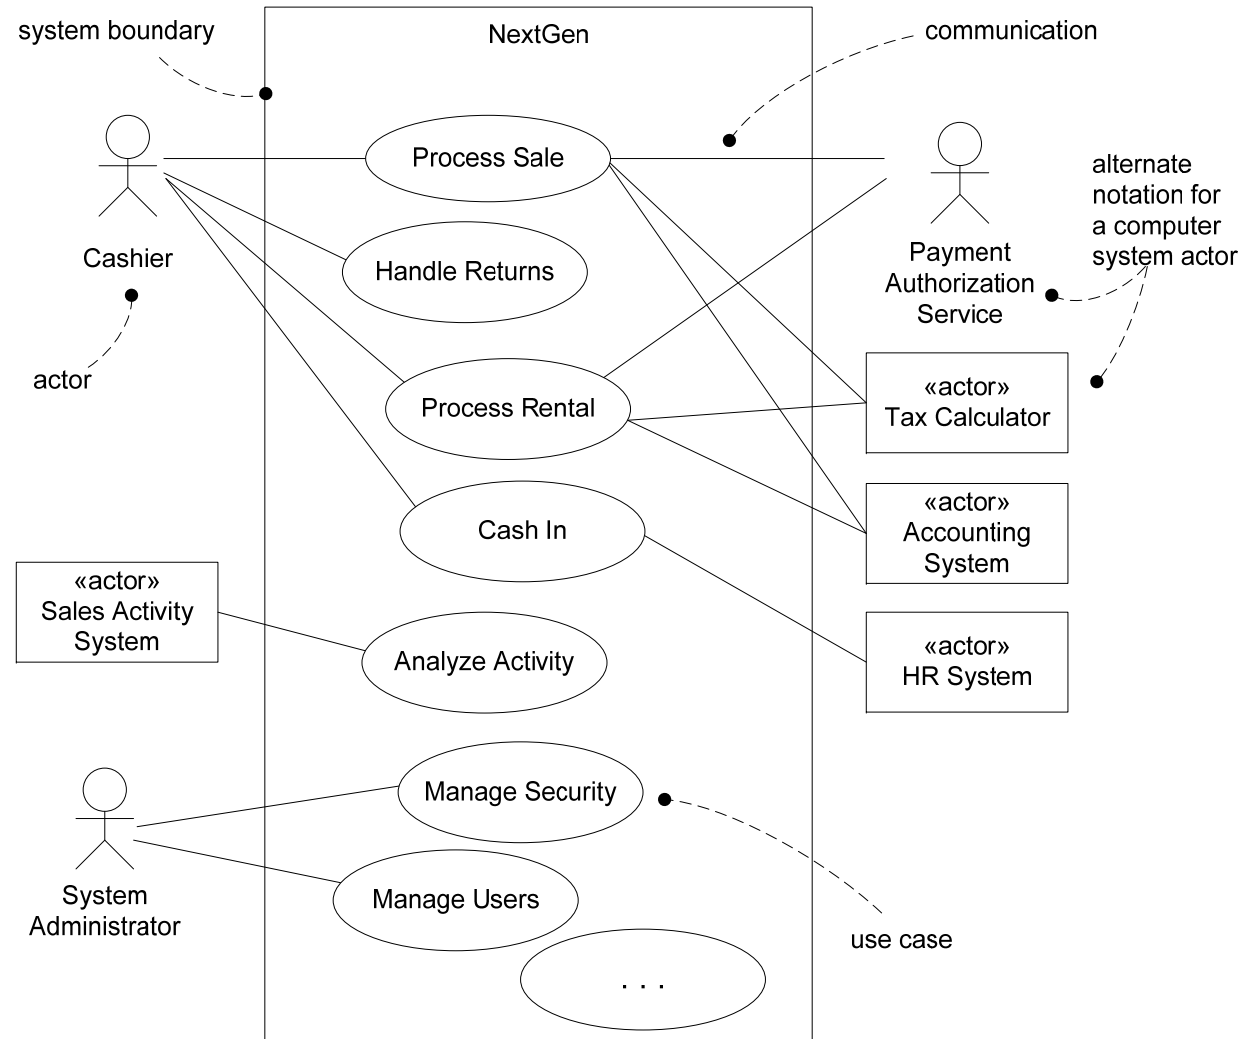 system boundary
NextGen
communication
Process Sale
alternate
notation for
a computer
system actor
Cashier
Handle Returns
Payment
Authorization
Service
actor
Process Rental
«actor»
Tax Calculator
Cash In
«actor»
Accounting
System
«actor»
Sales Activity
System
Analyze Activity
«actor»
HR System
Manage Security
System
Administrator
Manage Users
use case
. . .